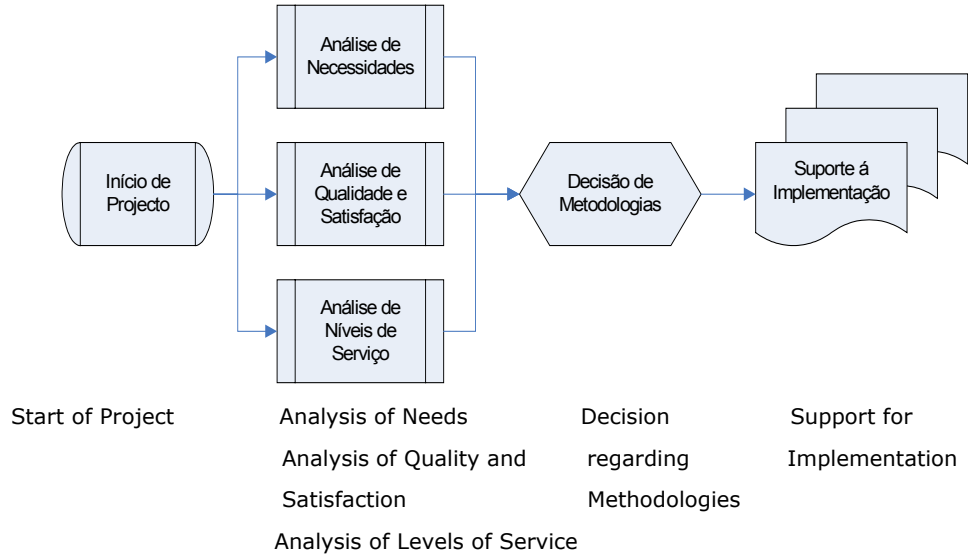 Início de
Projecto
Análise de
Necessidades
Análise de
Qualidade e
Satisfação
Análise de
Níveis de
Serviço
Decisão de
Metodologias
Suporte á
Implementação
Start of Project
Analysis of Needs
Analysis of Quality and
Satisfaction
Analysis of Levels of Service
Decision
regarding
Methodologies
Support for
Implementation